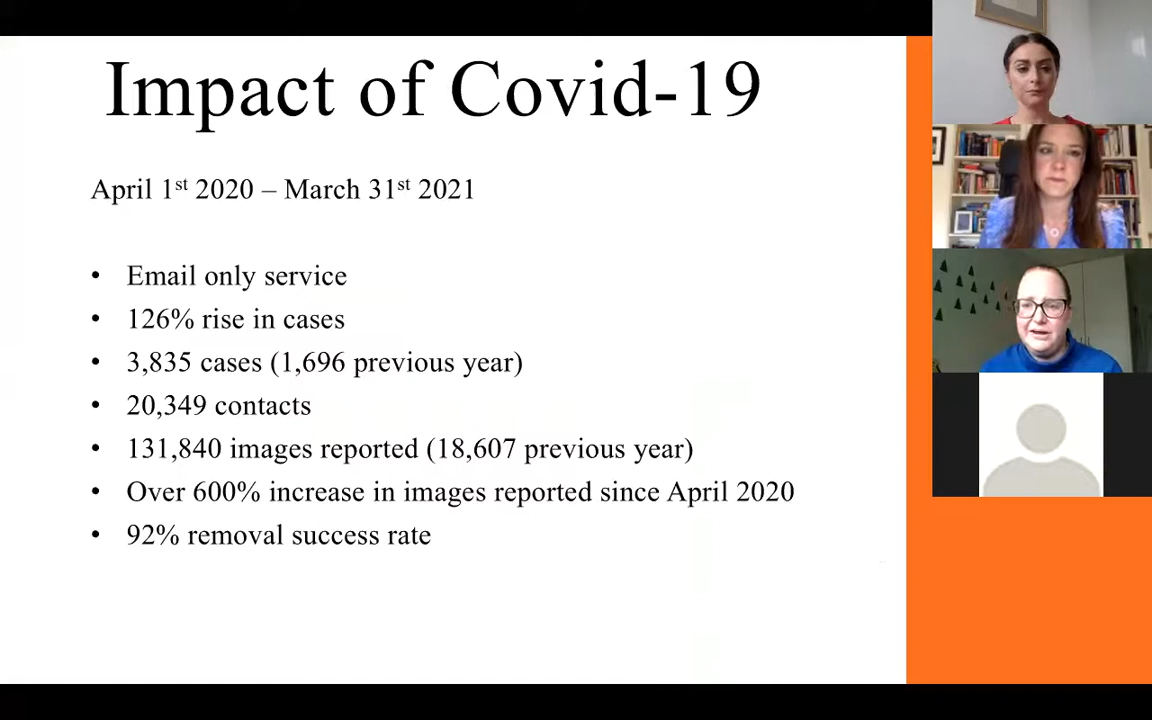 Impact of Covid-19
April 1st 2020 – March 31st 2021
• Email only service
• 126% rise in cases
• 3,835 cases (1,696 previous year)
• 20,349 contacts
• 131,840 images reported (18,607 previous year)
• Over 600% increase in images reported since April 2020
• 92% removal success rate